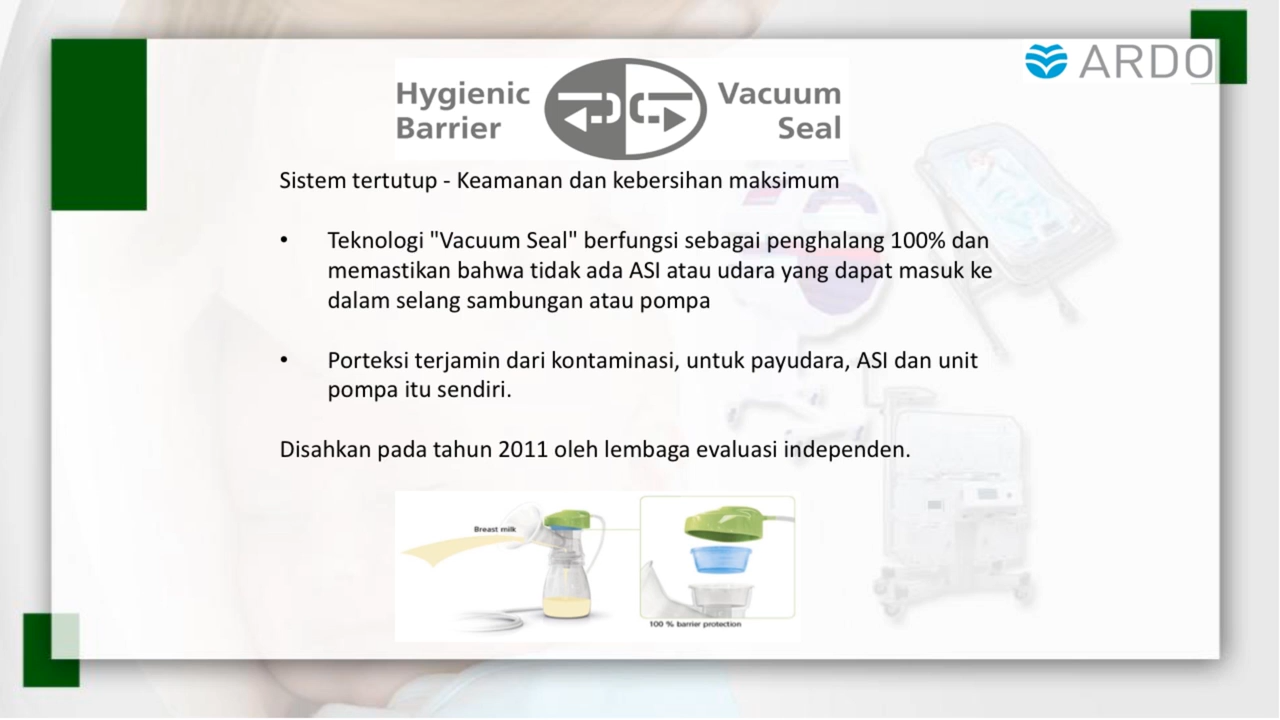 ARDO
Hygienic
Barrier
Vacuum
Seal
Sistem tertutup - Keamanan dan kebersihan maksimum
• Teknologi "Vacuum Seal" berfungsi sebagai penghalang 100% dan
memastikan bahwa tidak ada ASI atau udara yang dapat masuk ke
dalam selang sambungan atau pompa
• Porteksi terjamin dari kontaminasi, untuk payudara, ASI dan unit
pompa itu sendiri.
Disahkan pada tahun 2011 oleh lembaga evaluasi independen.
Breast milk
100 % barrier protection